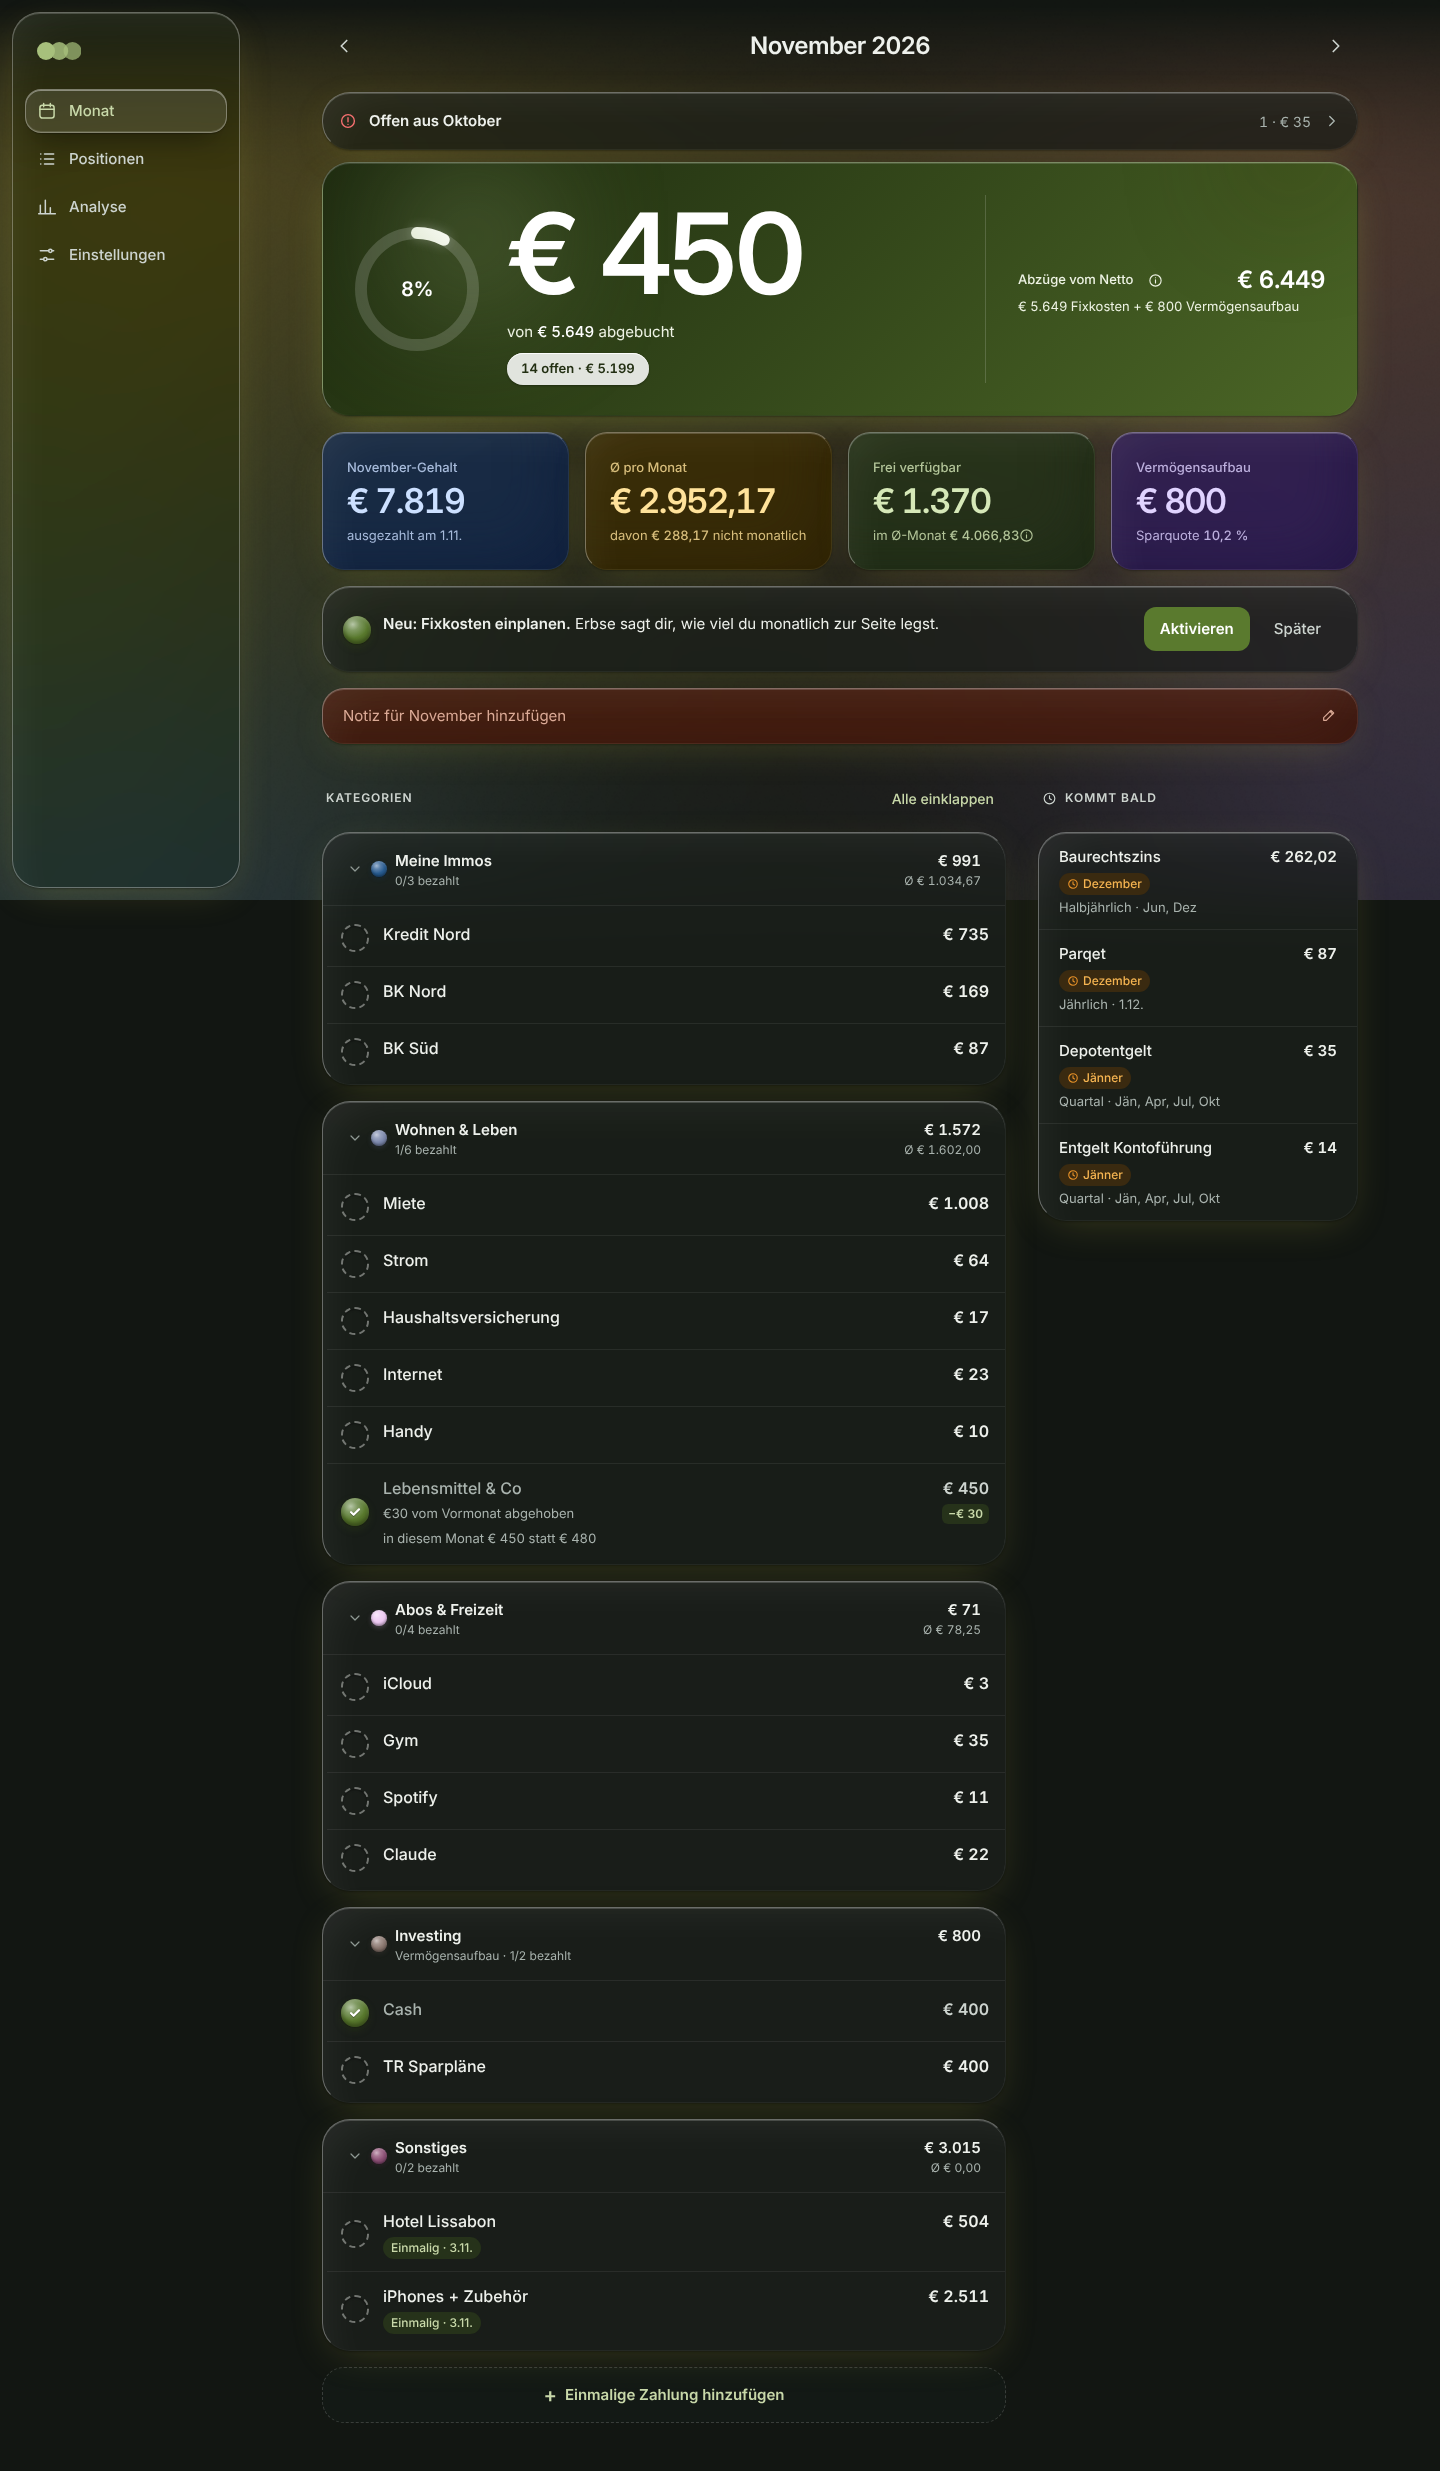 November 2026
Monat
Positionen
Analyse
Einstellungen
Offen aus Oktober
1 · € 35
8%
€ 450
von € 5.649 abgebucht
14 offen · € 5.199
Abzüge vom Netto
€ 6.449
€ 5.649 Fixkosten + € 800 Vermögensaufbau
November-Gehalt
€ 7.819
ausgezahlt am 1.11.
Ø pro Monat
€ 2.952,17
davon € 288,17 nicht monatlich
Frei verfügbar
€ 1.370
im Ø-Monat € 4.066,83
Vermögensaufbau
€ 800
Sparquote 10,2 %
Neu: Fixkosten einplanen. Erbse sagt dir, wie viel du monatlich zur Seite legst.
Aktivieren
Später
Notiz für November hinzufügen
KATEGORIEN
Alle einklappen
Meine Immos
€ 991
0/3 bezahlt
Ø € 1.034,67
Kredit Nord
€ 735
BK Nord
€ 169
BK Süd
€ 87
Wohnen & Leben
€ 1.572
1/6 bezahlt
Ø € 1.602,00
Miete
€ 1.008
Strom
€ 64
Haushaltsversicherung
€ 17
Internet
€ 23
Handy
€ 10
Lebensmittel & Co
€ 450
€30 vom Vormonat abgehoben
−€ 30
in diesem Monat € 450 statt € 480
Abos & Freizeit
€ 71
0/4 bezahlt
Ø € 78,25
iCloud
€ 3
Gym
€ 35
Spotify
€ 11
Claude
€ 22
Investing
€ 800
Vermögensaufbau · 1/2 bezahlt
Cash
€ 400
TR Sparpläne
€ 400
Sonstiges
€ 3.015
0/2 bezahlt
Ø € 0,00
Hotel Lissabon
€ 504
Einmalig · 3.11.
iPhones + Zubehör
€ 2.511
Einmalig · 3.11.
+ Einmalige Zahlung hinzufügen
KOMMT BALD
Baurechtszins
€ 262,02
Dezember
Halbjährlich · Jun, Dez
Parqet
€ 87
Dezember
Jährlich · 1.12.
Depotentgelt
€ 35
Jänner
Quartal · Jän, Apr, Jul, Okt
Entgelt Kontoführung
€ 14
Jänner
Quartal · Jän, Apr, Jul, Okt